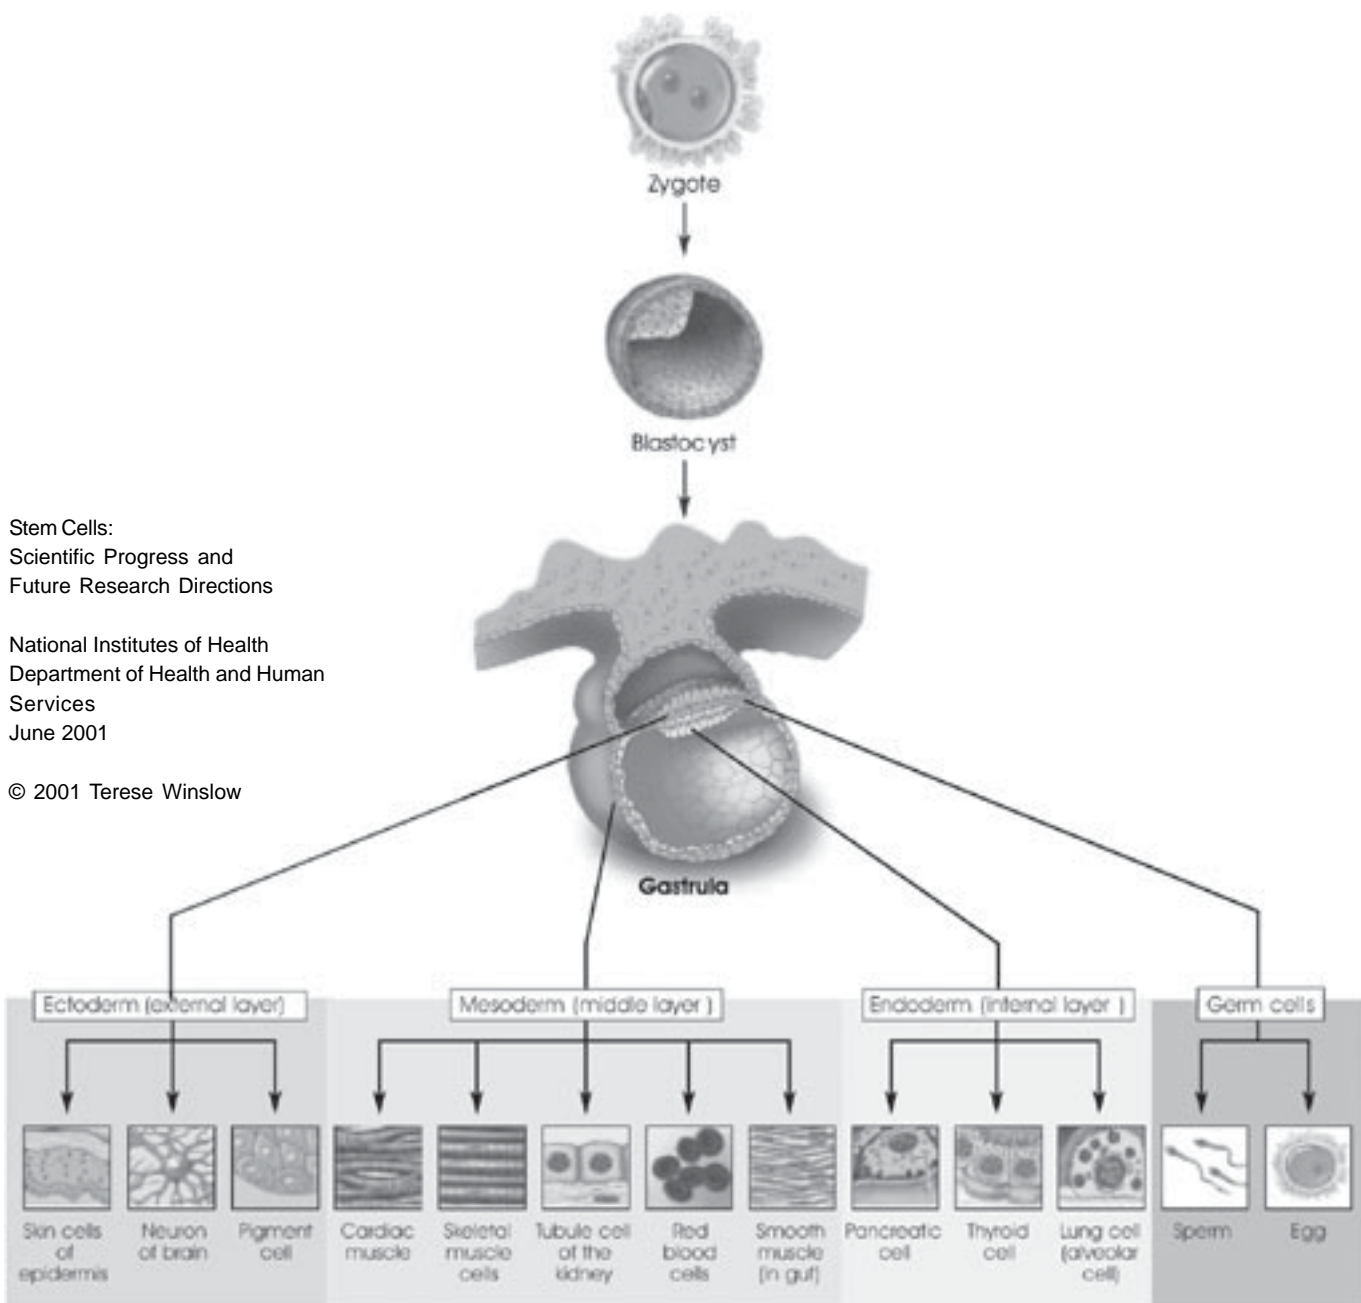 Zygote
Blastocyst
Stem Cells:
Scientific Progress and
Future Research Directions
National Institutes of Health
Department of Health and Human
Services
June 2001
© 2001 Terese Winslow
Gastrula
Ectoderm (external layer)
Mesoderm (middle layer)
Endoderm (internal layer)
Germ cells
Skin cells
of
epidermis
Neuron
of brain
Pigment
cell
Cardiac
muscle
Skeletal
muscle
cells
Tubule cell
of the
kidney
Red
blood
cells
Smooth
muscle
(in gut)
Pancreatic
cell
Thyroid
cell
Lung cell
(alveolar
cell)
Sperm
Egg